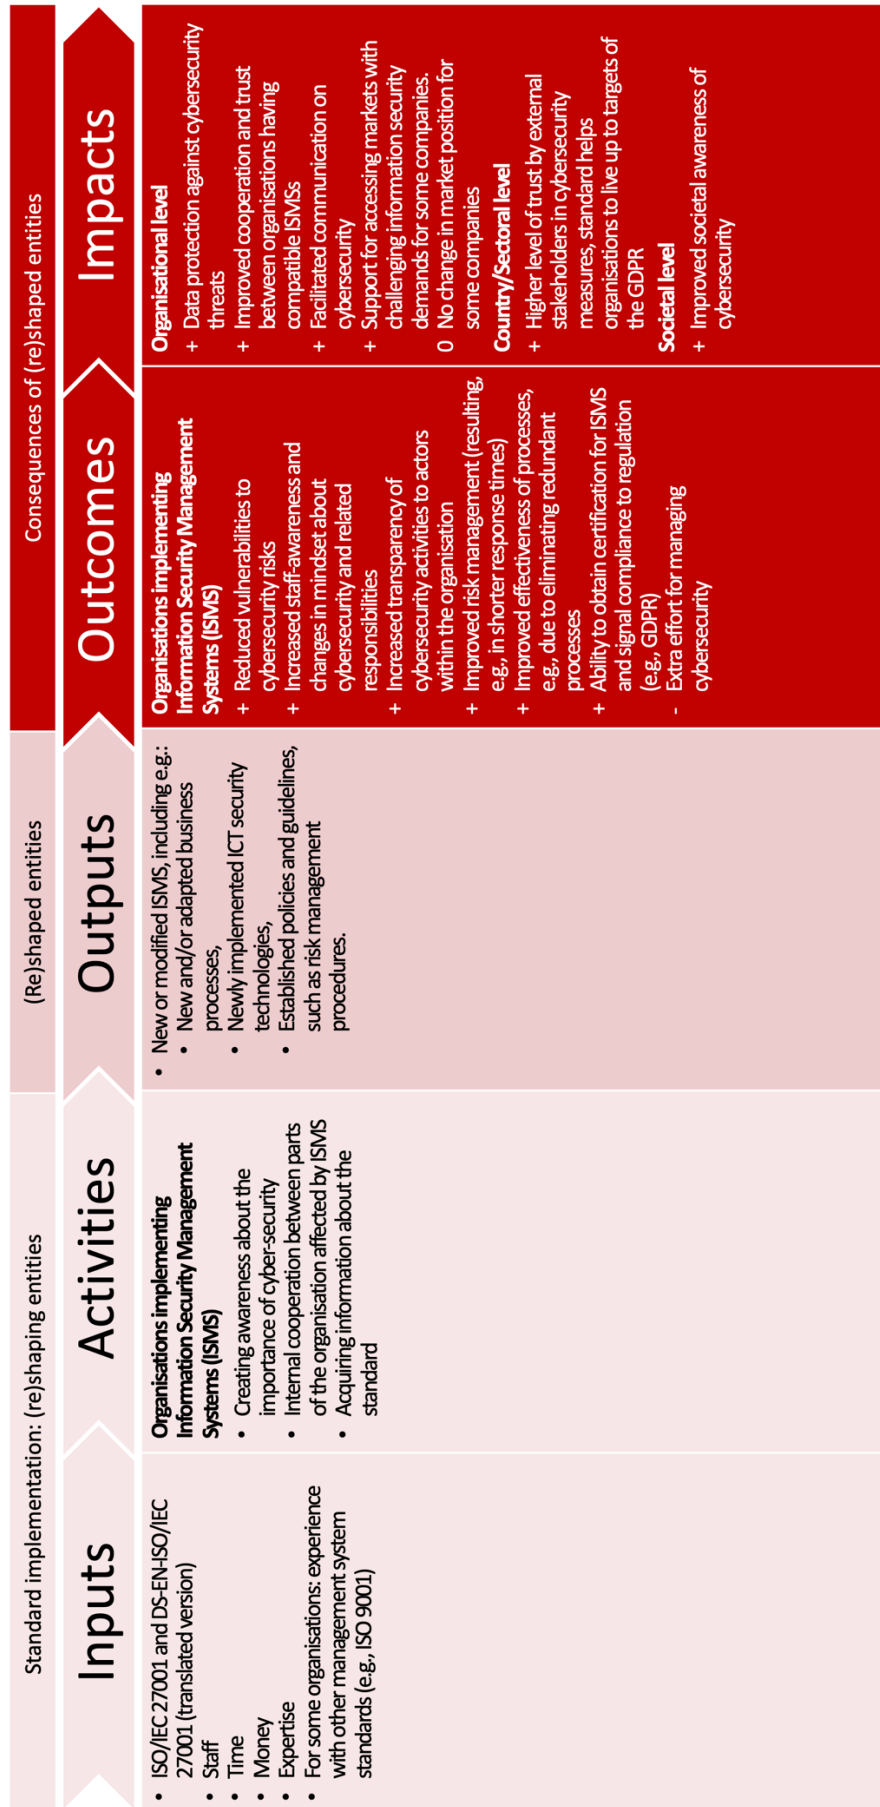 Standard implementation: (re)shaping entities
(Re)shaped entities
Consequences of (re)shaped entities
Inputs
Activities
Outputs
Outcomes
Impacts
• ISO/IEC 27001 and DS-EN-ISO/IEC
27001 (translated version)
• Staff
• Time
• Money
• Expertise
• For some organisations: experience
with other management system
standards (e.g., ISO 9001)
Organisations implementing
Information Security Management
Systems (ISMS)
• Creating awareness about the
importance of cyber-security
• Internal cooperation between parts
of the organisation affected by ISMS
• Acquiring information about the
standard
• New or modified ISMS, including e.g.:
• New and/or adapted business
processes,
• Newly implemented ICT security
technologies,
• Established policies and guidelines,
such as risk management
procedures.
Organisations implementing
Information Security Management
Systems (ISMS)
+ Reduced vulnerabilities to
cybersecurity risks
+ Increased staff-awareness and
changes in mindset about
cybersecurity and related
responsibilities
+ Increased transparency of
cybersecurity activities to actors
within the organisation
+ Improved risk management (resulting,
e.g., in shorter response times)
+ Improved effectiveness of processes,
e.g., due to eliminating redundant
processes
+ Ability to obtain certification for ISMS
and signal compliance to regulation
(e.g., GDPR)
- Extra effort for managing
cybersecurity
Organisational level
+ Data protection against cybersecurity
threats
+ Improved cooperation and trust
between organisations having
compatible ISMSs
+ Facilitated communication on
cybersecurity
+ Support for accessing markets with
challenging information security
demands for some companies.
0 No change in market position for
some companies
Country/Sectoral level
+ Higher level of trust by external
stakeholders in cybersecurity
measures, standard helps
organisations to live up to targets of
the GDPR
Societal level
+ Improved societal awareness of
cybersecurity